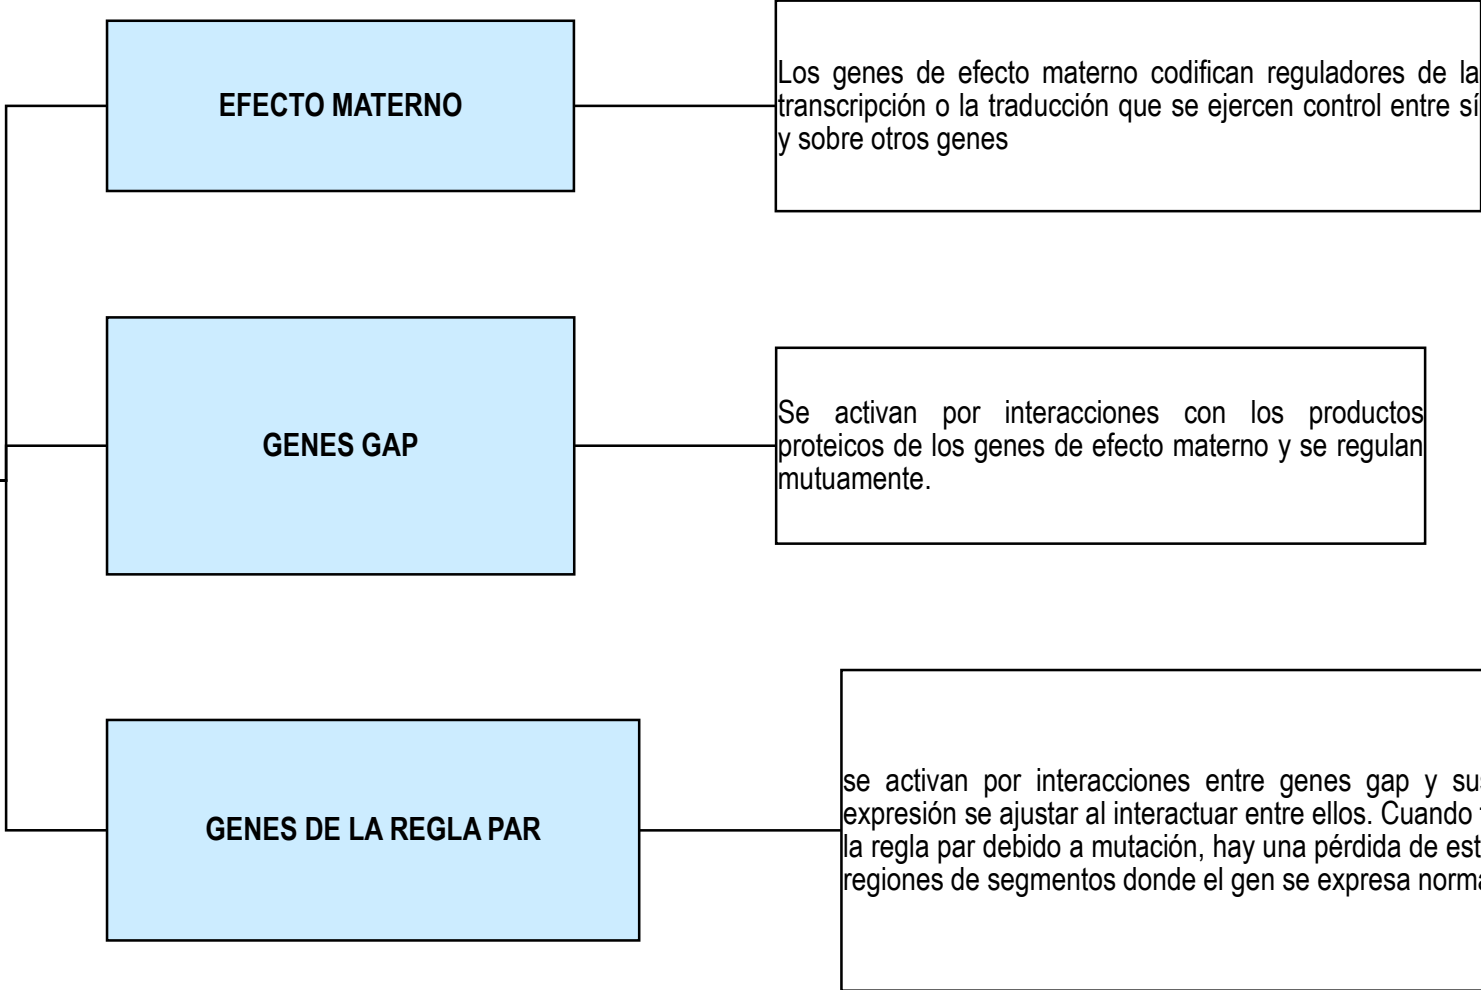 EFECTO MATERNO
Los genes de efecto materno codifican reguladores de la
transcripción o la traducción que se ejercen control entre sí
y sobre otros genes
GENES GAP
Se activan por interacciones con los productos
proteicos de los genes de efecto materno y se regulan
mutuamente.
GENES DE LA REGLA PAR
se activan por interacciones entre genes gap y
expresión se ajustar al interactuar entre ellos. Cuando
la regla par debido a mutación, hay una pérdida de
regiones de segmentos donde el gen se expresa